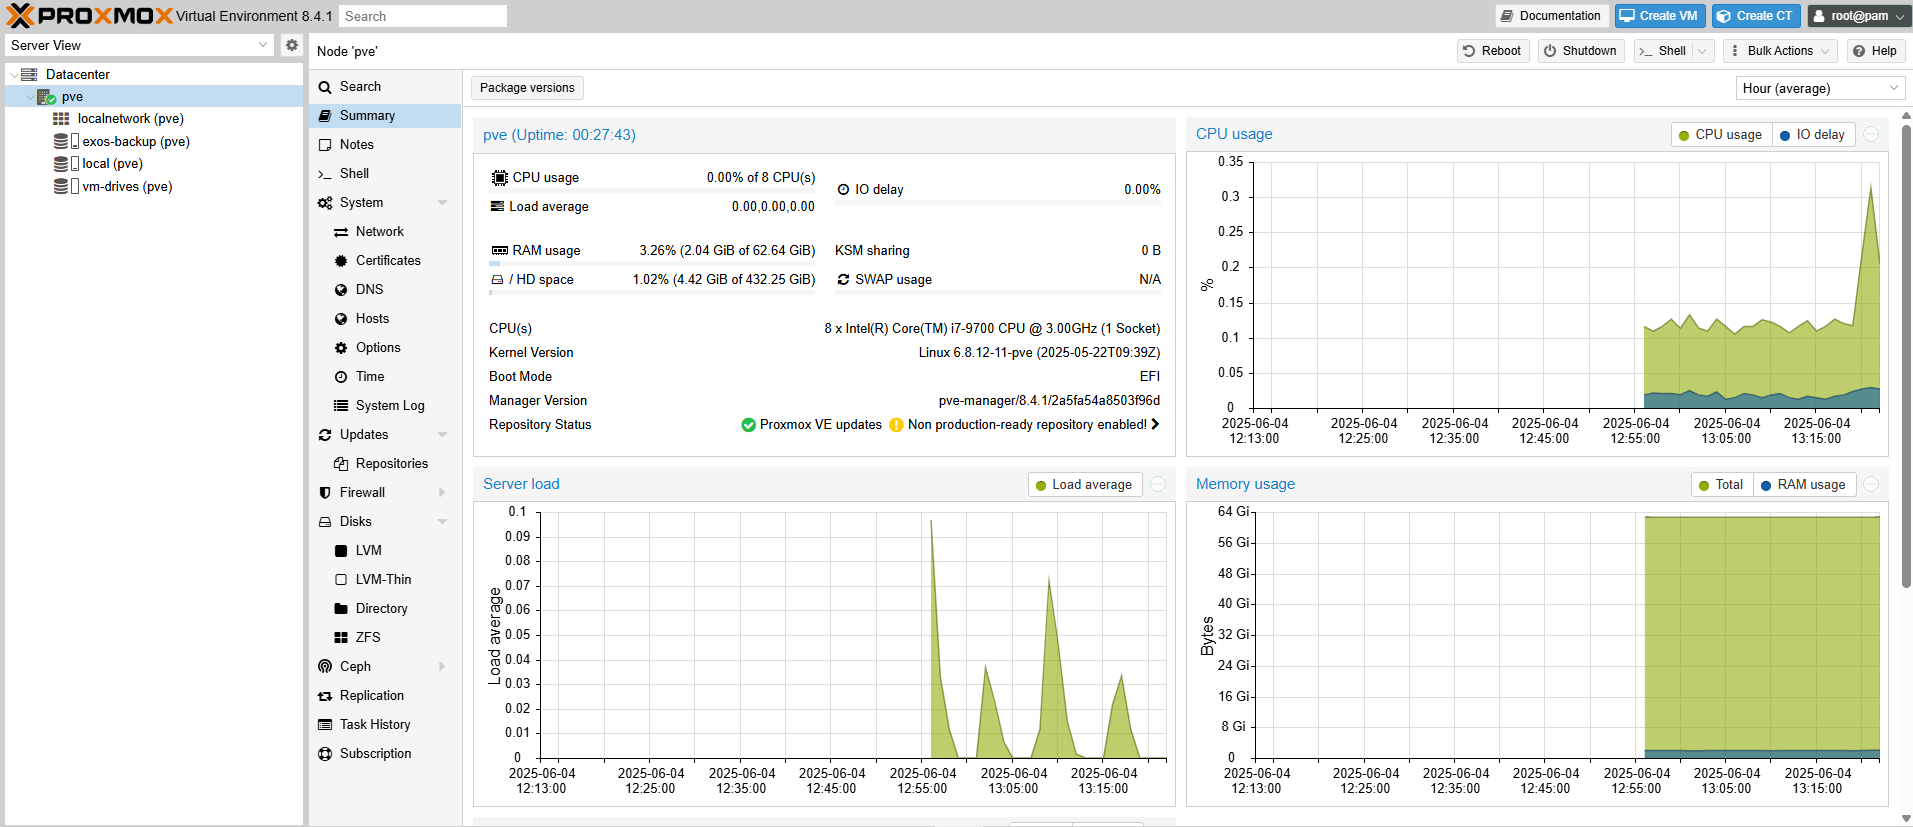 PROXMOX Virtual Environment 8.4.1 Search Documentation Create VM Create CT root@pam
Server View
Node 'pve' Reboot Shutdown >_ Shell Bulk Actions Help
Datacenter
pve
localnetwork (pve)
exos-backup (pve)
local (pve)
vm-drives (pve)
Search
Summary
Notes
>_ Shell
System
Network
Certificates
DNS
Hosts
Options
Time
System Log
Updates
Repositories
Firewall
Disks
LVM
LVM-Thin
Directory
ZFS
Ceph
Replication
Task History
Subscription
Package versions Hour (average)
pve (Uptime: 00:27:43)
CPU usage 0.00% of 8 CPU(s)
IO delay 0.00%
Load average 0.00,0.00,0.00
RAM usage 3.26% (2.04 GiB of 62.64 GiB) KSM sharing 0 B
/ HD space 1.02% (4.42 GiB of 432.25 GiB) SWAP usage N/A
CPU(s) 8 x Intel(R) Core(TM) i7-9700 CPU @ 3.00GHz (1 Socket)
Kernel Version Linux 6.8.12-11-pve (2025-05-22T09:39Z)
Boot Mode EFI
Manager Version pve-manager/8.4.1/2a5fa54a8503f96d
Repository Status Proxmox VE updates Non production-ready repository enabled!
CPU usage CPU usage IO delay
0.35
0.3
0.25
0.2
0.15
0.1
0.05
0
%
2025-06-04 2025-06-04 2025-06-04 2025-06-04 2025-06-04 2025-06-04 2025-06-04
12:13:00 12:25:00 12:35:00 12:45:00 12:55:00 13:05:00 13:15:00
Server load Load average
0.1
0.09
0.08
0.07
0.06
0.05
0.04
0.03
0.02
0.01
0
Load average
2025-06-04 2025-06-04 2025-06-04 2025-06-04 2025-06-04 2025-06-04 2025-06-04
12:13:00 12:25:00 12:35:00 12:45:00 12:55:00 13:05:00 13:15:00
Memory usage Total RAM usage
64 Gi
56 Gi
48 Gi
40 Gi
32 Gi
24 Gi
16 Gi
8 Gi
0
Bytes
2025-06-04 2025-06-04 2025-06-04 2025-06-04 2025-06-04 2025-06-04 2025-06-04
12:13:00 12:25:00 12:35:00 12:45:00 12:55:00 13:05:00 13:15:00